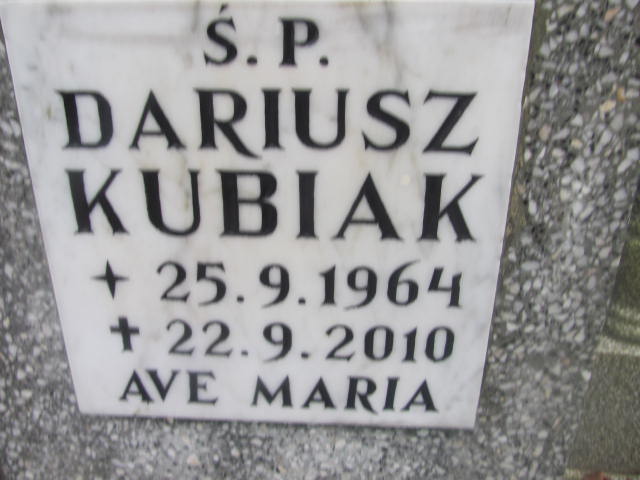 Ś. P.
DARIUSZ
KUBIAK
+ 25.9.1964
✝ 22.9.2010
AVE MARIA